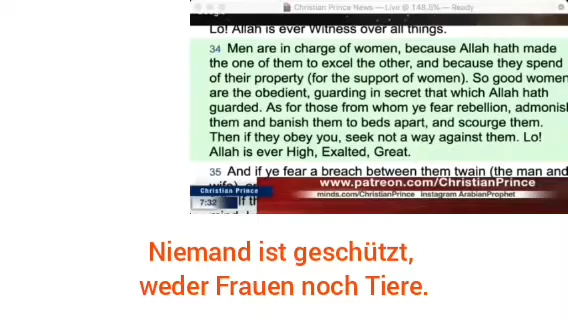 Christian Prince News — Live @ 148.5% — Ready
Lo! Allah is ever Witness over all things.
34 Men are in charge of women, because Allah hath made
the one of them to excel the other, and because they spend
of their property (for the support of women). So good women
are the obedient, guarding in secret that which Allah hath
guarded. As for those from whom ye fear rebellion, admonish
them and banish them to beds apart, and scourge them.
Then if they obey you, seek not a way against them. Lo!
Allah is ever High, Exalted, Great.
35 And if ye fear a breach between them twain (the man and
www.patreon.com/ChristianPrince
Christian Prince
minds.com/ChristianPrince Instagram ArabianProphet
7:32
Niemand ist geschützt,
weder Frauen noch Tiere.